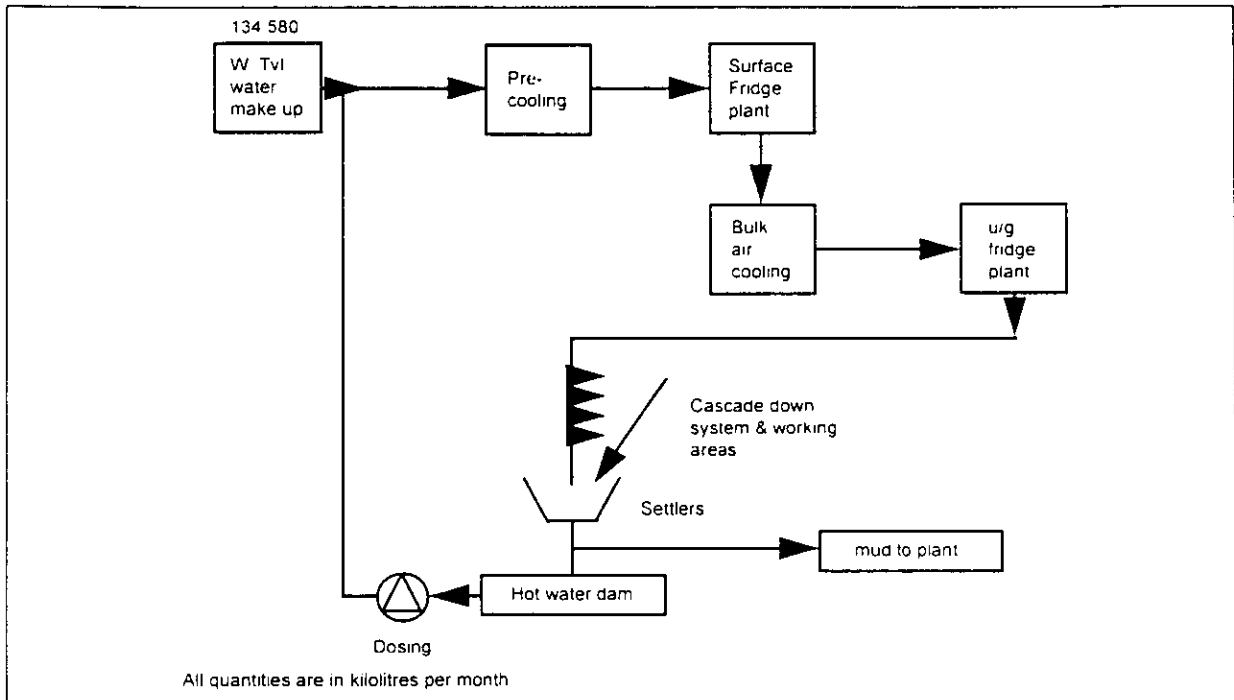 134 580
W Tvl
water
make up
Pre-
cooling
Surface
Fridge
plant
Bulk
air
cooling
u/g
fridge
plant
Cascade down
system & working
areas
Settlers
mud to plant
Hot water dam
Dosing
All quantities are in kilolitres per month